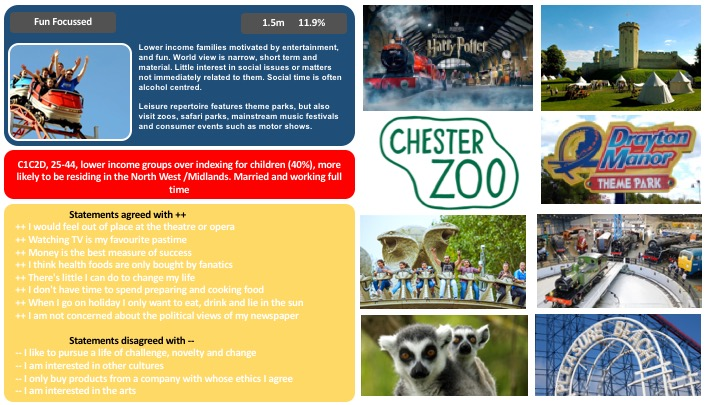 Fun Focussed
1.5m 11.9%
Lower income families motivated by entertainment,
and fun. World view is narrow, short term and
material. Little interest in social issues or matters
not immediately related to them. Social time is often
alcohol centred.
Leisure repertoire features theme parks, but also
visit zoos, safari parks, mainstream music festivals
and consumer events such as motor shows.
C1C2D, 25-44, lower income groups over indexing for children (40%), more
likely to be residing in the North West /Midlands. Married and working full
time
Statements agreed with ++
++ I would feel out of place at the theatre or opera
++ Watching TV is my favourite pastime
++ Money is the best measure of success
++ I think health foods are only bought by fanatics
++ There's little I can do to change my life
++ I don't have time to spend preparing and cooking food
++ When I go on holiday I only want to eat, drink and lie in the sun
++ I am not concerned about the political views of my newspaper
Statements disagreed with --
-- I like to pursue a life of challenge, novelty and change
-- I am interested in other cultures
-- I only buy products from a company with whose ethics I agree
-- I am interested in the arts
Harry Potter
CHESTER
ZOO
Drayton
Manor
THEME PARK
PLEASURE BEACH